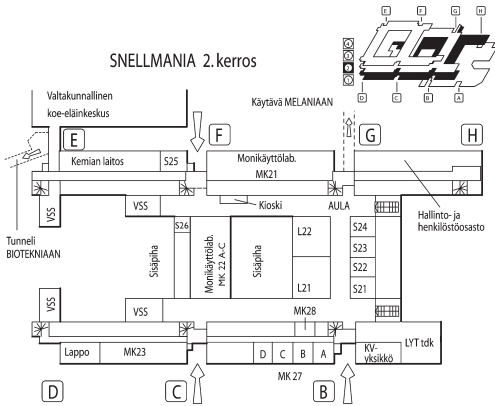 E
F
G
H
4
3
2
1
D
C
B
A
SNELLMANIA 2.kerros
Valtakunnallinen
koe-eläinkeskus
Käytävä MELANIAAN
E
F
G
H
Kemian laitos
S25
Monikäyttölab.
MK21
Kioski
AULA
Hallinto- ja
henkilöstöosasto
Tunneli
BIOTEKNIAAN
VSS
VSS
S26
Sisäpiha
Monikäyttölab.
MK 22 A-C
Sisäpiha
L22
L21
S24
S23
S22
S21
VSS
VSS
MK28
Lappo
MK23
D
C
B
A
MK 27
KV-
yksikkö
LYT tdk
D
C
B